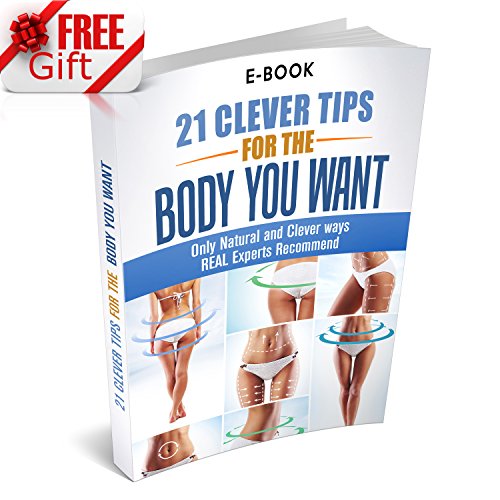 FREE
Gift
E-BOOK
21 CLEVER TIPS
FOR THE
BODY YOU WANT
Only Natural and Clever ways
REAL Experts Recommend
21 CLEVER TIPS FOR THE BODY YOU WANT